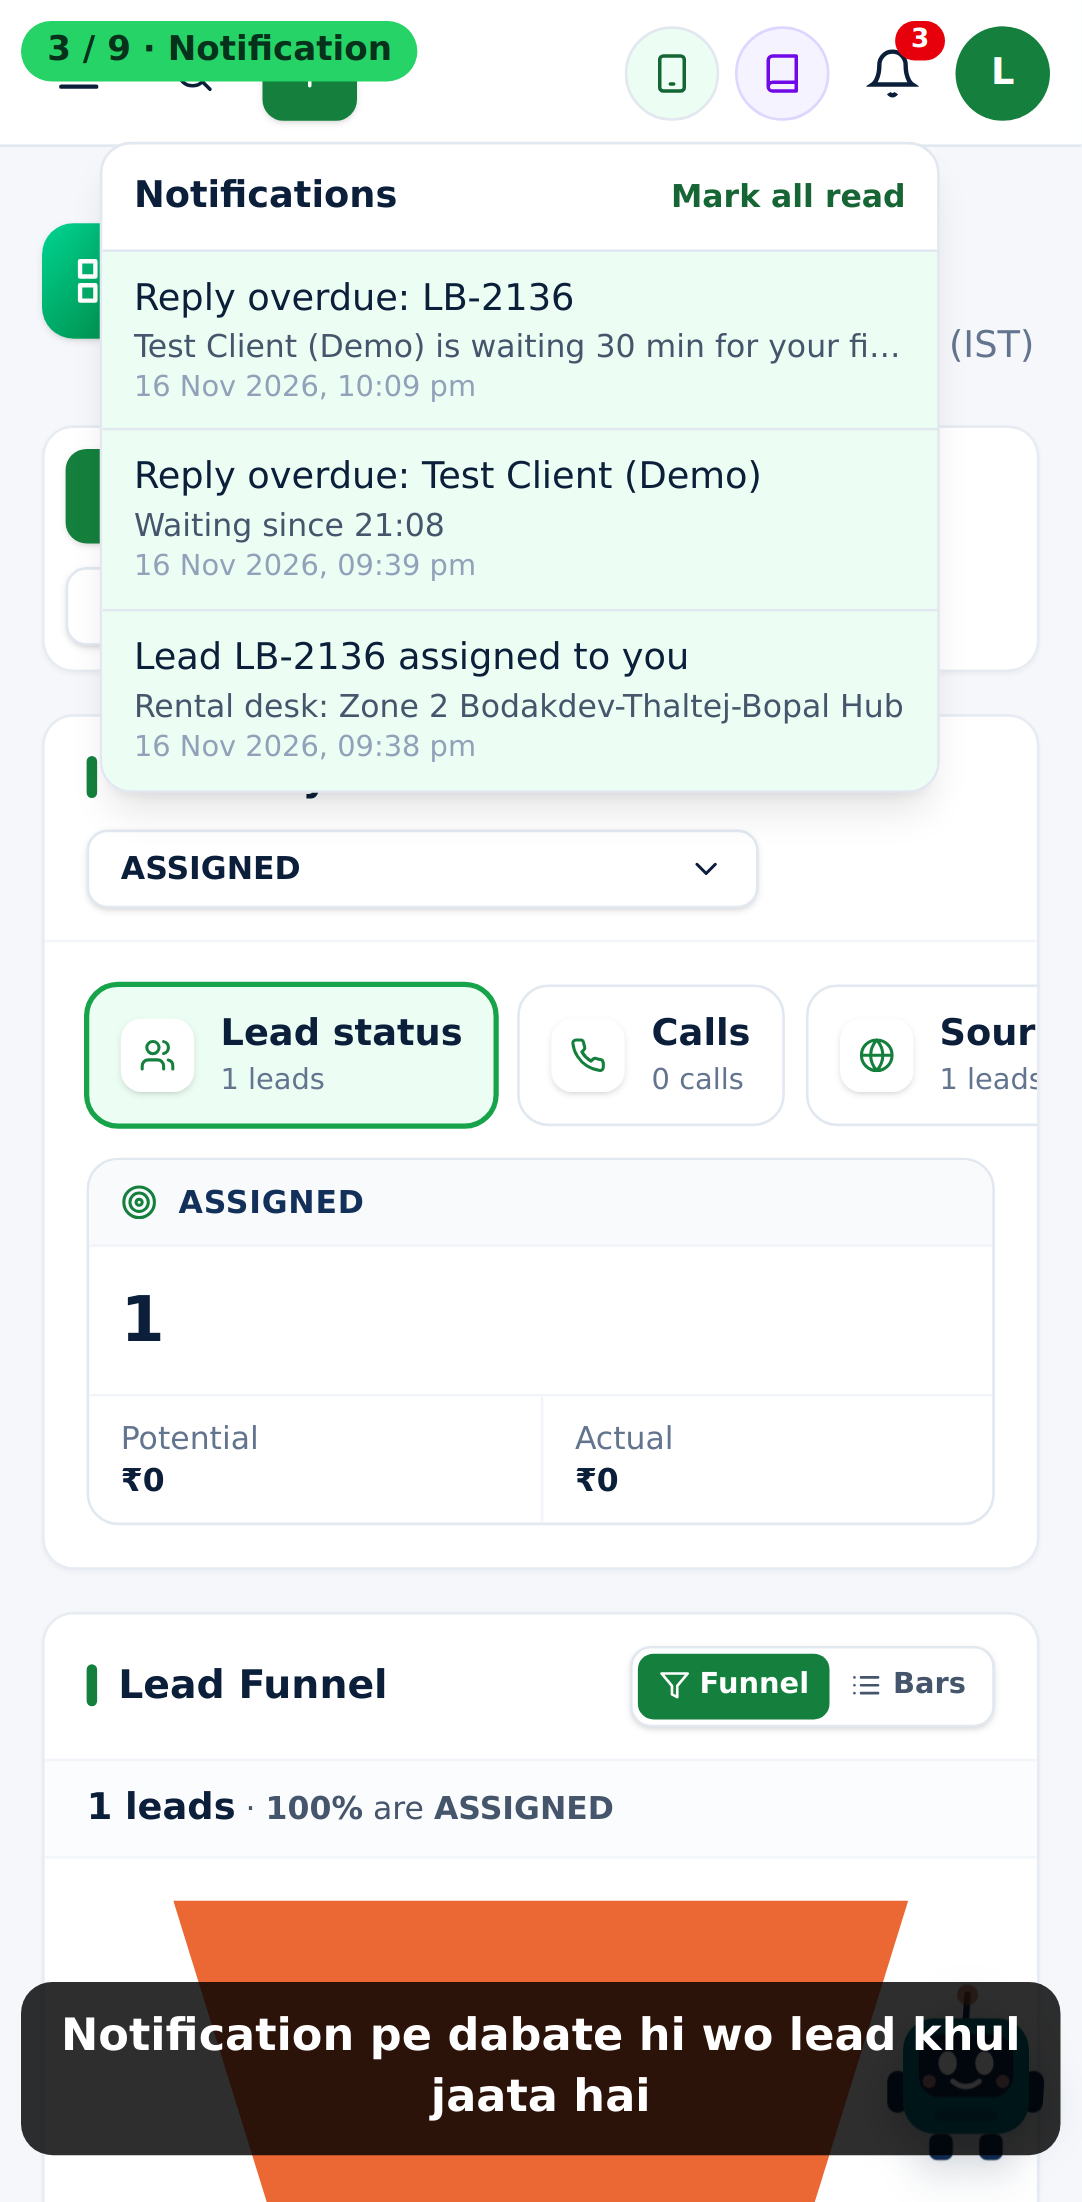 3 / 9 · Notification
3
L
Notifications
Mark all read
Reply overdue: LB-2136
Test Client (Demo) is waiting 30 min for your fi...
16 Nov 2026, 10:09 pm
(IST)
Reply overdue: Test Client (Demo)
Waiting since 21:08
16 Nov 2026, 09:39 pm
Lead LB-2136 assigned to you
Rental desk: Zone 2 Bodakdev-Thaltej-Bopal Hub
16 Nov 2026, 09:38 pm
ASSIGNED
Lead status
1 leads
Calls
0 calls
Sour
1 leads
ASSIGNED
1
Potential
₹0
Actual
₹0
Lead Funnel
Funnel
Bars
1 leads · 100% are ASSIGNED
Notification pe dabate hi wo lead khul
jaata hai